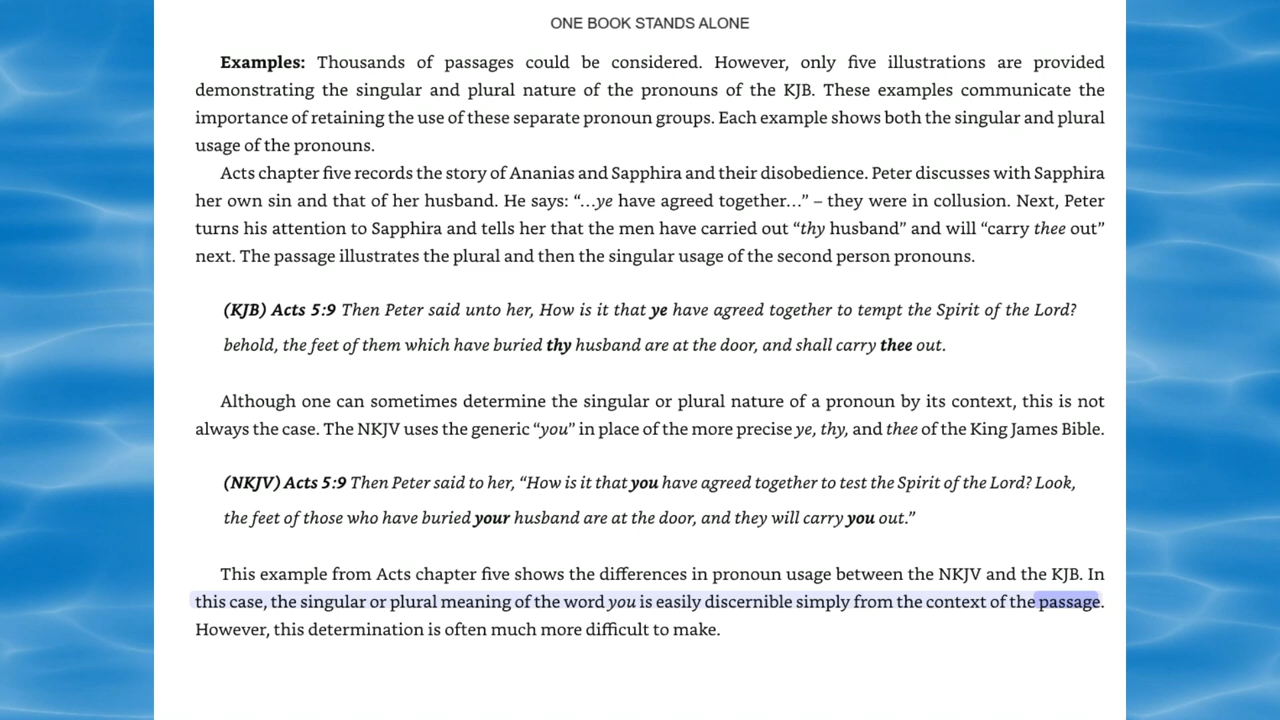 ONE BOOK STANDS ALONE
Examples: Thousands of passages could be considered. However, only five illustrations are provided
demonstrating the singular and plural nature of the pronouns of the KJB. These examples communicate the
importance of retaining the use of these separate pronoun groups. Each example shows both the singular and plural
usage of the pronouns.
Acts chapter five records the story of Ananias and Sapphira and their disobedience. Peter discusses with Sapphira
her own sin and that of her husband. He says: “…ye have agreed together…” – they were in collusion. Next, Peter
turns his attention to Sapphira and tells her that the men have carried out “thy husband” and will “carry thee out”
next. The passage illustrates the plural and then the singular usage of the second person pronouns.
(KJB) Acts 5:9 Then Peter said unto her, How is it that ye have agreed together to tempt the Spirit of the Lord?
behold, the feet of them which have buried thy husband are at the door, and shall carry thee out.
Although one can sometimes determine the singular or plural nature of a pronoun by its context, this is not
always the case. The NKJV uses the generic “you” in place of the more precise ye, thy, and thee of the King James Bible.
(NKJV) Acts 5:9 Then Peter said to her, “How is it that you have agreed together to test the Spirit of the Lord? Look,
the feet of those who have buried your husband are at the door, and they will carry you out.”
This example from Acts chapter five shows the differences in pronoun usage between the NKJV and the KJB. In
this case, the singular or plural meaning of the word you is easily discernible simply from the context of the passage.
However, this determination is often much more difficult to make.